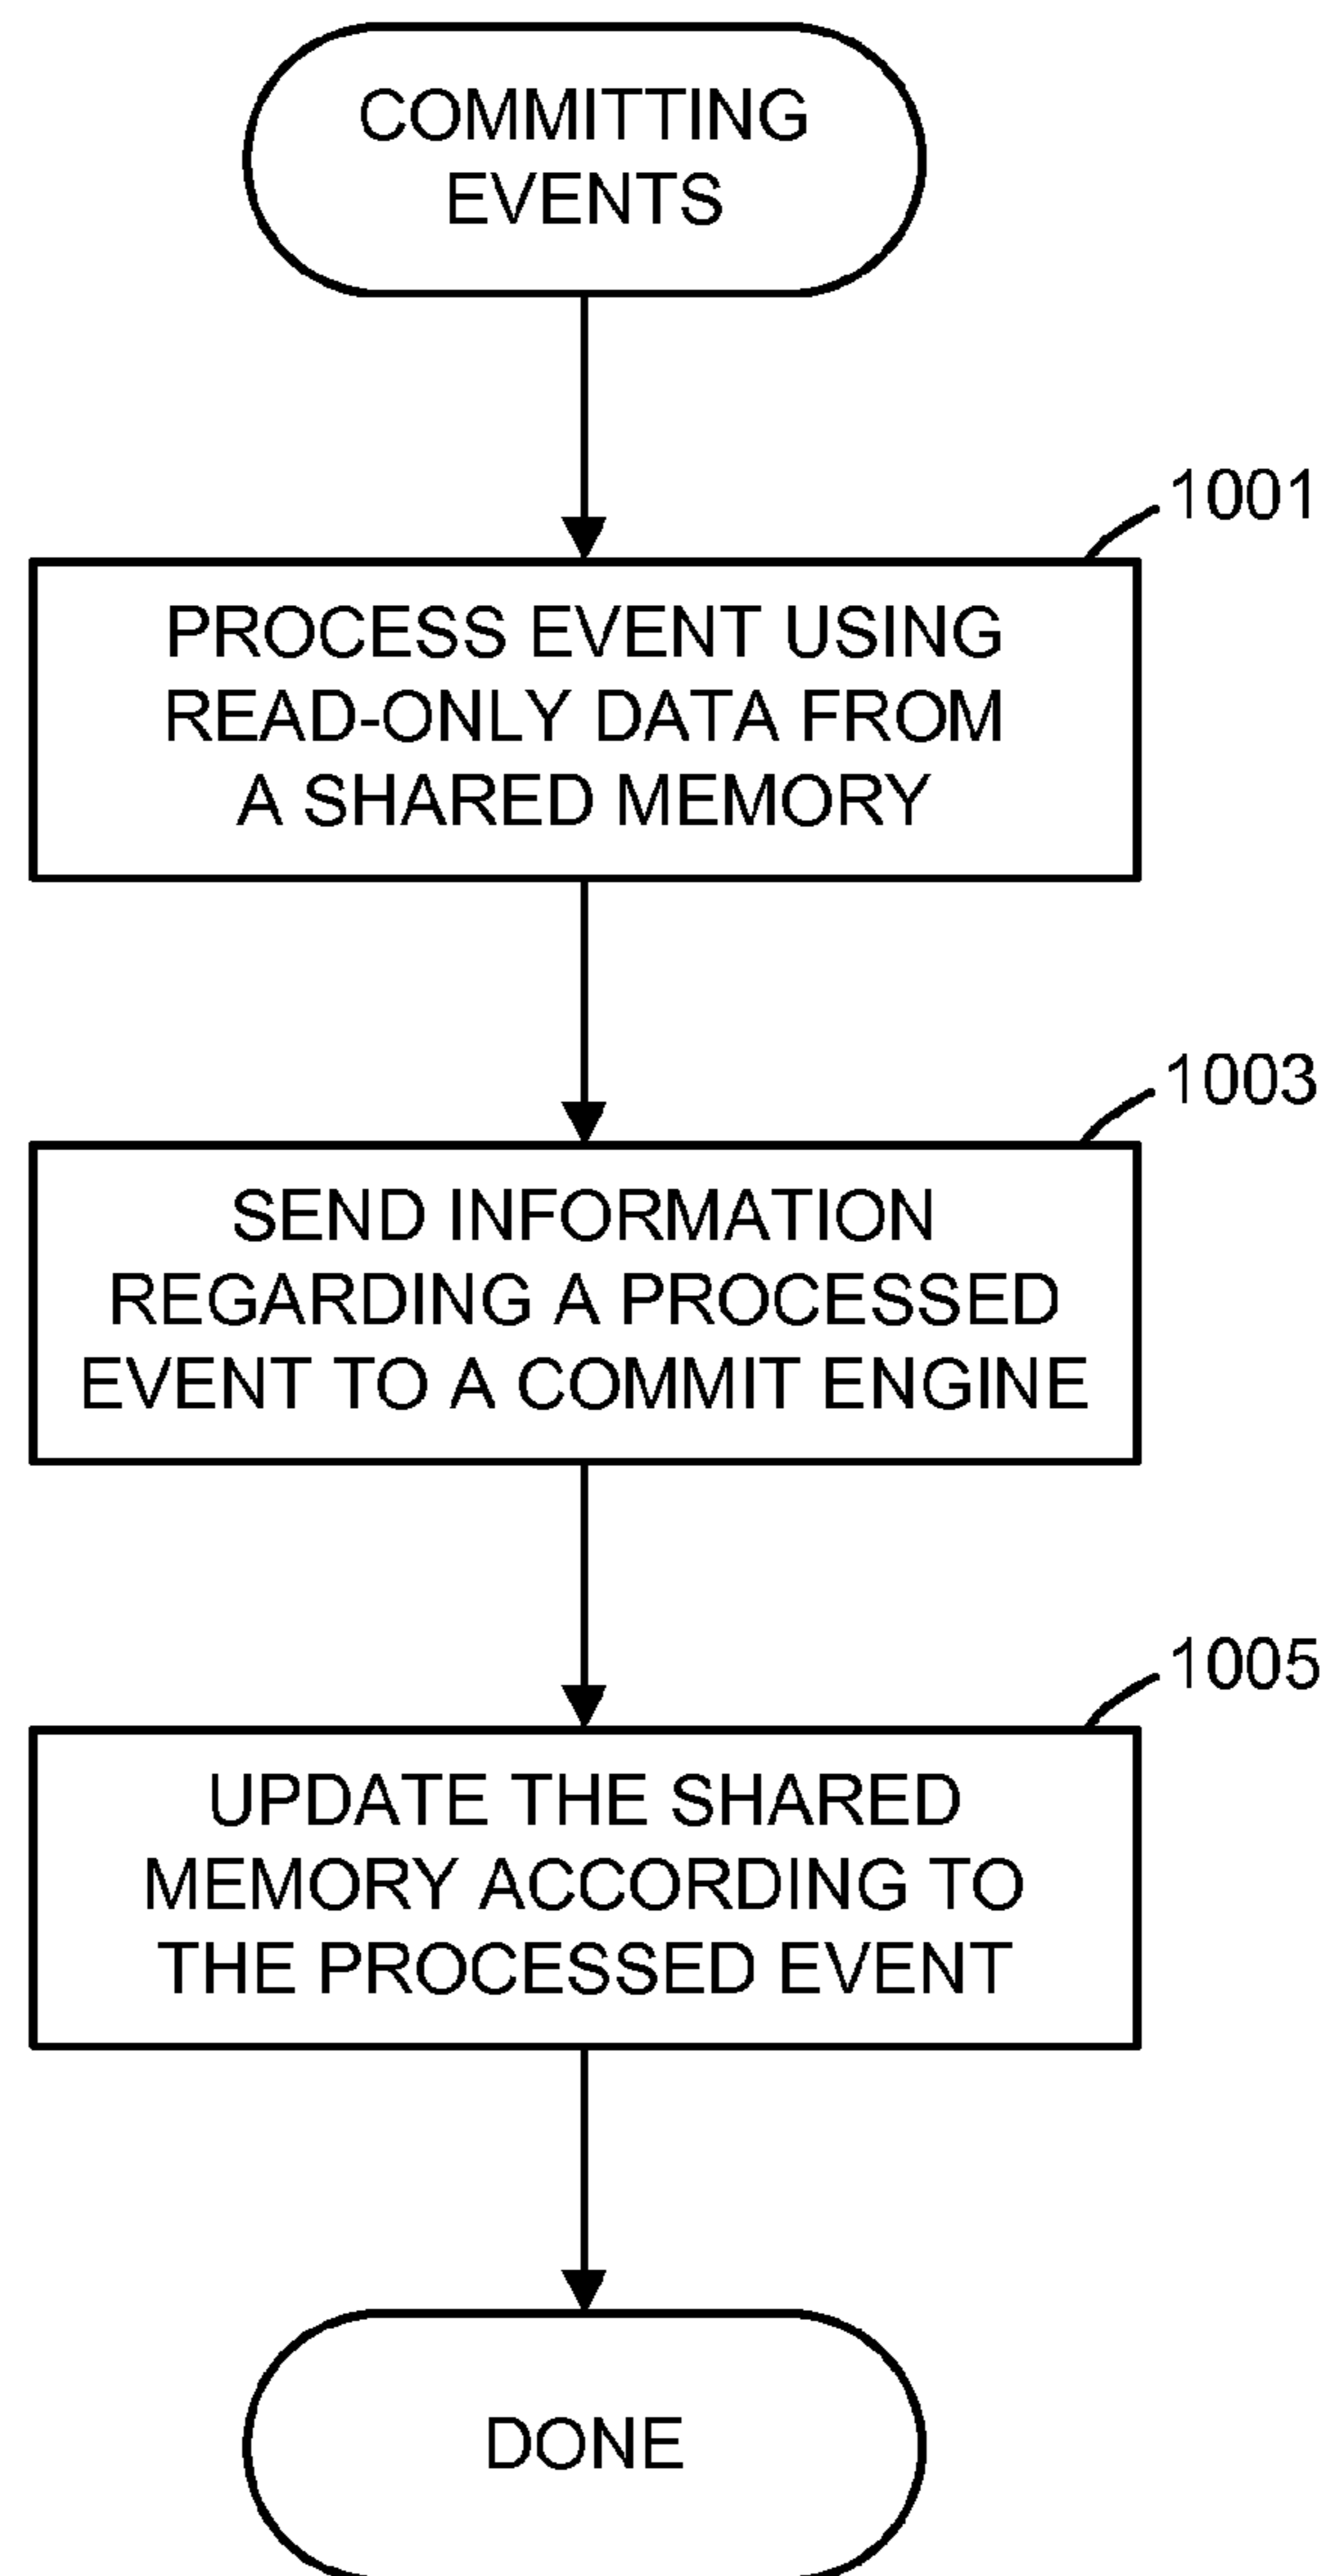 COMMITTING
EVENTS
1001
PROCESS EVENT USING
READ-ONLY DATA FROM
A SHARED MEMORY
1003
SEND INFORMATION
REGARDING A PROCESSED
EVENT TO A COMMIT ENGINE
1005
UPDATE THE SHARED
MEMORY ACCORDING TO
THE PROCESSED EVENT
DONE